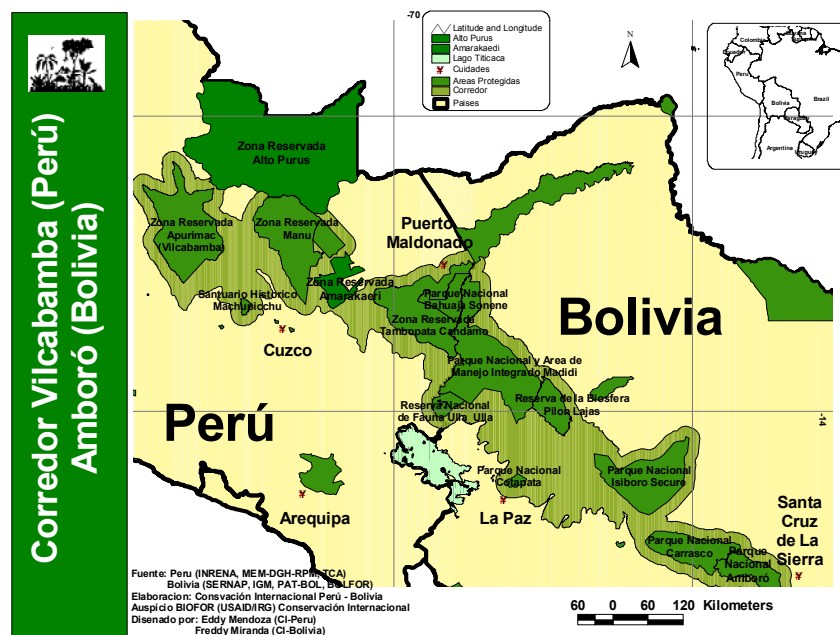 Corredor Vilcabamba (Perú)
Amboró (Bolivia)
-70
Latitude and Longitude
Alto Purus
Amarakaedi
Lago Titicaca
Cuidades
Areas Protegidas
Corredor
Paises
N
Colombia
Ecuador
Peru
Brazil
Bolivia
Paraguay
Argentina
Uruguay
Zona Reservada
Alto Purus
Zona Reservada
Apurimac
(Vilcabamba)
Zona Reservada
Manu
Puerto
Maldonado
Zona Reservada
Amarakaeri
Santuario Histórico
Machupicchu
Parque Nacional
Bahuaja Sonene
Zona Reservada
Tambopata Candamo
Cuzco
Bolivia
Parque Nacional y Area de
Manejo Integrado Madidi
Reserva de la Biosfera
Pilon Lajas
Reserva Nacional
de Fauna Ulla Ulla
-14
Perú
Parque Nacional
Cotapata
Parque Nacional
Isiboro Secure
Arequipa
La Paz
Santa
Cruz
de La
Sierra
Parque Nacional
Carrasco
Parque
Nacional
Amboró
Fuente: Peru (INRENA, MEM-DGH-RPM, TCA)
Bolivia (SERNAP, IGM, PAT-BOL, BOLFOR)
Elaboracion: Consvación Internacional Perú - Bolivia
Auspicio BIOFOR (USAID/IRG) Conservación Internacional
Disenado por: Eddy Mendoza (CI-Peru)
Freddy Miranda (CI-Bolivia)
60 0 60 120 Kilometers